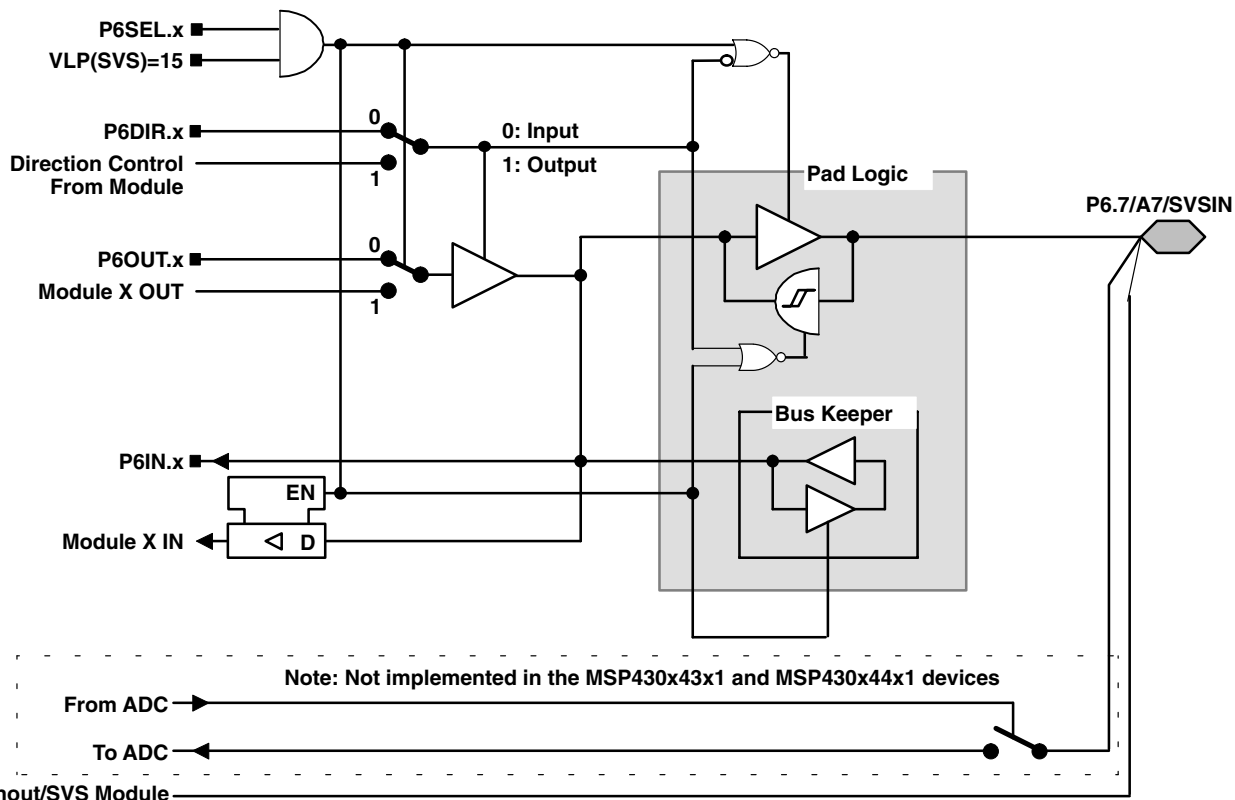 P6SEL.x
VLP(SVS)=15
P6DIR.x
0
0: Input
Direction Control
From Module
1
1: Output
Pad Logic
P6.7/A7/SVSIN
P6OUT.x
0
Module X OUT
1
Bus Keeper
P6IN.x
EN
Module X IN
D
Note: Not implemented in the MSP430x43x1 and MSP430x44x1 devices
From ADC
To ADC
/SVS Module